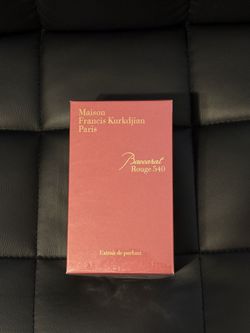 Maison
Francis Kurkdjian
Paris
Baccarat
Rouge 540
Extrait de parfum